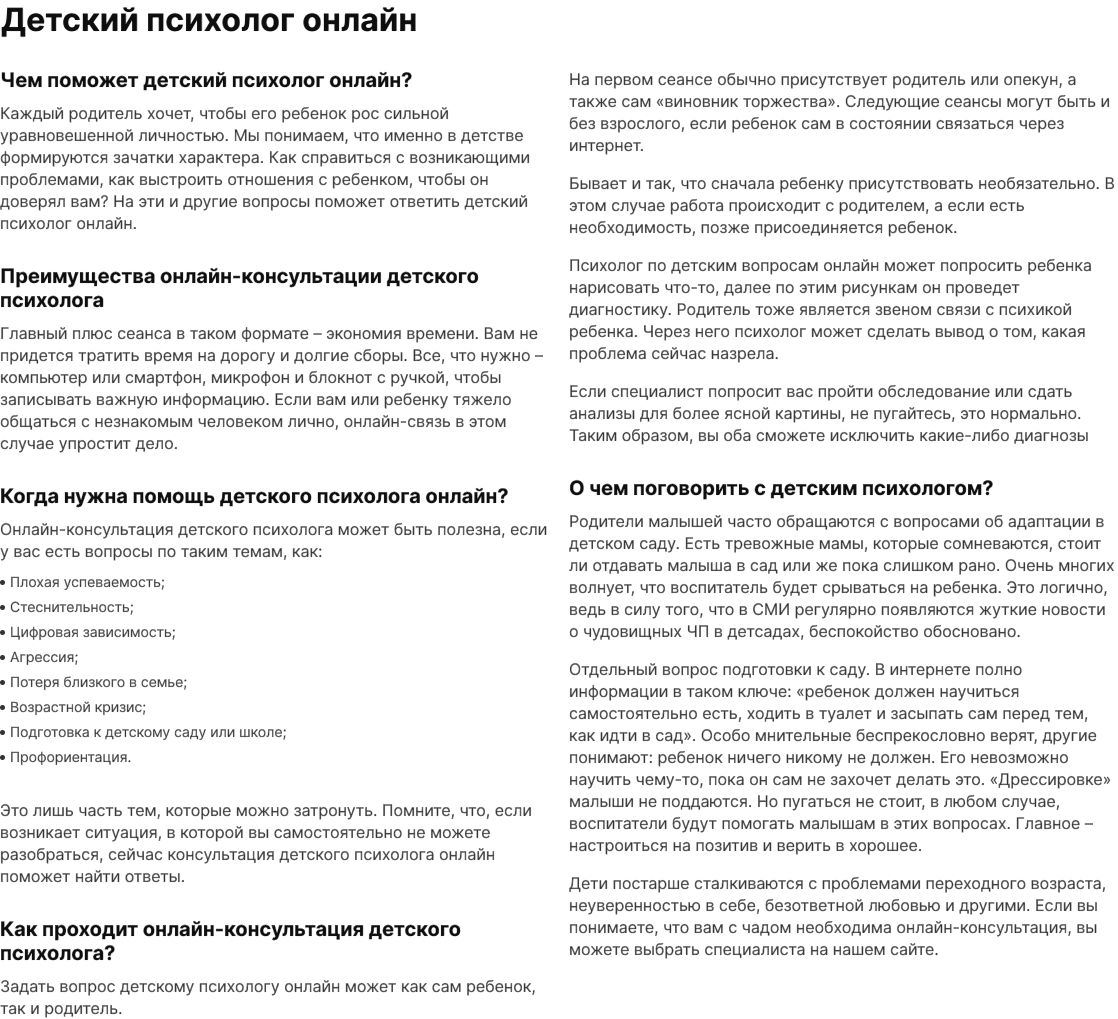 Детский психолог онлайн
Чем поможет детский психолог онлайн?
Каждый родитель хочет, чтобы его ребенок рос сильной
уравновешенной личностью. Мы понимаем, что именно в детстве
формируются зачатки характера. Как справиться с возникающими
проблемами, как выстроить отношения с ребенком, чтобы он
доверял вам? На эти и другие вопросы поможет ответить детский
психолог онлайн.
Преимущества онлайн-консультации детского
психолога
Главный плюс сеанса в таком формате – экономия времени. Вам не
придется тратить время на дорогу и долгие сборы. Все, что нужно –
компьютер или смартфон, микрофон и блокнот с ручкой, чтобы
записывать важную информацию. Если вам или ребенку тяжело
общаться с незнакомым человеком лично, онлайн-связь в этом
случае упростит дело.
Когда нужна помощь детского психолога онлайн?
Онлайн-консультация детского психолога может быть полезна, если
у вас есть вопросы по таким темам, как:
• Плохая успеваемость;
• Стеснительность;
• Цифровая зависимость;
• Агрессия;
• Потеря близкого в семье;
• Возрастной кризис;
• Подготовка к детскому саду или школе;
• Профориентация.
Это лишь часть тем, которые можно затронуть. Помните, что, если
возникает ситуация, в которой вы самостоятельно не можете
разобраться, сейчас консультация детского психолога онлайн
поможет найти ответы.
Как проходит онлайн-консультация детского
психолога?
Задать вопрос детскому психологу онлайн может как сам ребенок,
так и родитель.
На первом сеансе обычно присутствует родитель или опекун, а
также сам «виновник торжества». Следующие сеансы могут быть и
без взрослого, если ребенок сам в состоянии связаться через
интернет.
Бывает и так, что сначала ребенку присутствовать необязательно. В
этом случае работа происходит с родителем, а если есть
необходимость, позже присоединяется ребенок.
Психолог по детским вопросам онлайн может попросить ребенка
нарисовать что-то, далее по этим рисункам он проведет
диагностику. Родитель тоже является звеном связи с психикой
ребенка. Через него психолог может сделать вывод о том, какая
проблема сейчас назрела.
Если специалист попросит вас пройти обследование или сдать
анализы для более ясной картины, не пугайтесь, это нормально.
Таким образом, вы оба сможете исключить какие-либо диагнозы
О чем поговорить с детским психологом?
Родители малышей часто обращаются с вопросами об адаптации в
детском саду. Есть тревожные мамы, которые сомневаются, стоит
ли отдавать малыша в сад или же пока слишком рано. Очень многих
волнует, что воспитатель будет срываться на ребенка. Это логично,
ведь в силу того, что в СМИ регулярно появляются жуткие новости
о чудовищных ЧП в детсадах, беспокойство обосновано.
Отдельный вопрос подготовки к саду. В интернете полно
информации в таком ключе: «ребенок должен научиться
самостоятельно есть, ходить в туалет и засыпать сам перед тем,
как идти в сад». Особо мнительные беспрекословно верят, другие
понимают: ребенок ничего никому не должен. Его невозможно
научить чему-то, пока он сам не захочет делать это. «Дрессировке»
малыши не поддаются. Но пугаться не стоит, в любом случае,
воспитатели будут помогать малышам в этих вопросах. Главное –
настроиться на позитив и верить в хорошее.
Дети постарше сталкиваются с проблемами переходного возраста,
неуверенностью в себе, безответной любовью и другими. Если вы
понимаете, что вам с чадом необходима онлайн-консультация, вы
можете выбрать специалиста на нашем сайте.